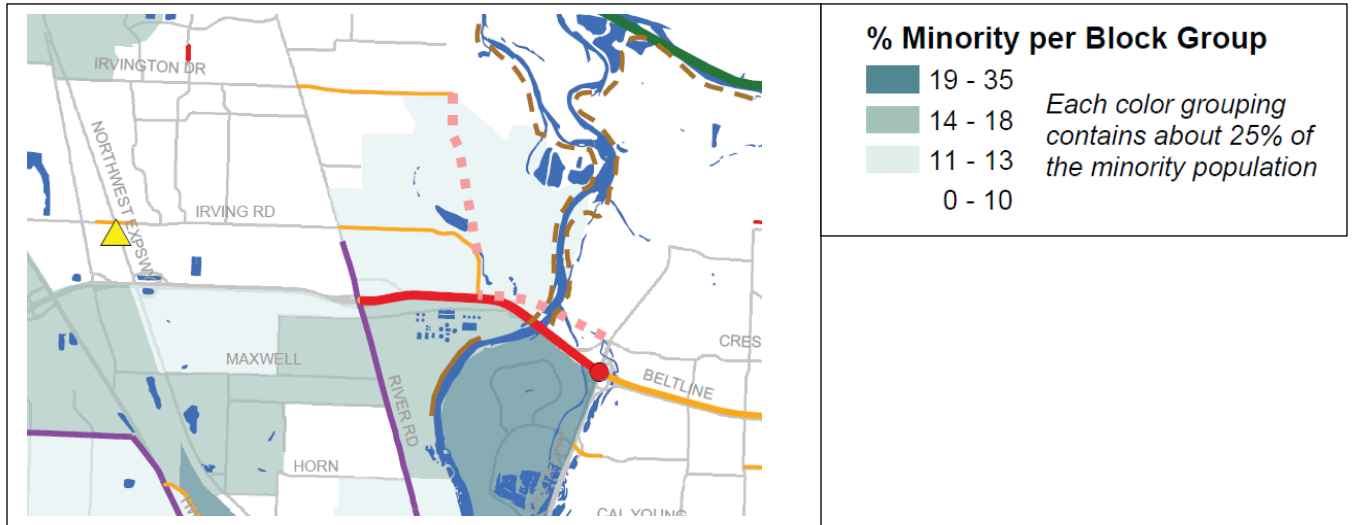 IRVINGTON DR
NORTHWEST EXPSWY
IRVING RD
MAXWELL
RIVER RD
HORN
BELTLINE
CRES
CAL YOUNG
% Minority per Block Group
19 - 35
14 - 18
11 - 13
0 - 10
Each color grouping
contains about 25% of
the minority population